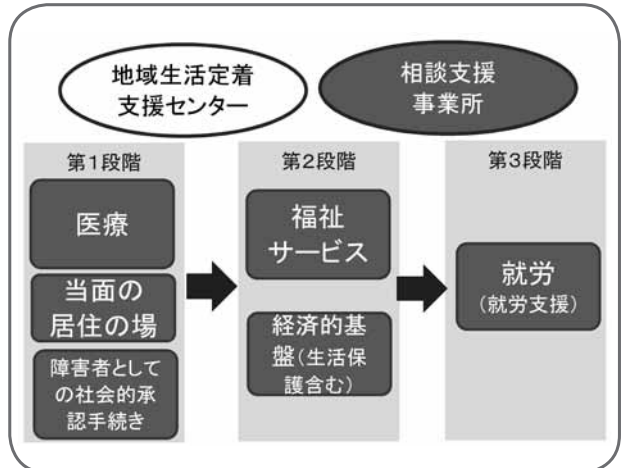 地域生活定着
支援センター
相談支援
事業所
第1段階
医療
当面の
居住の場
障害者として
の社会的承
認手続き
第2段階
福祉
サービス
経済的基
盤(生活保
護含む)
第3段階
就労
(就労支援)